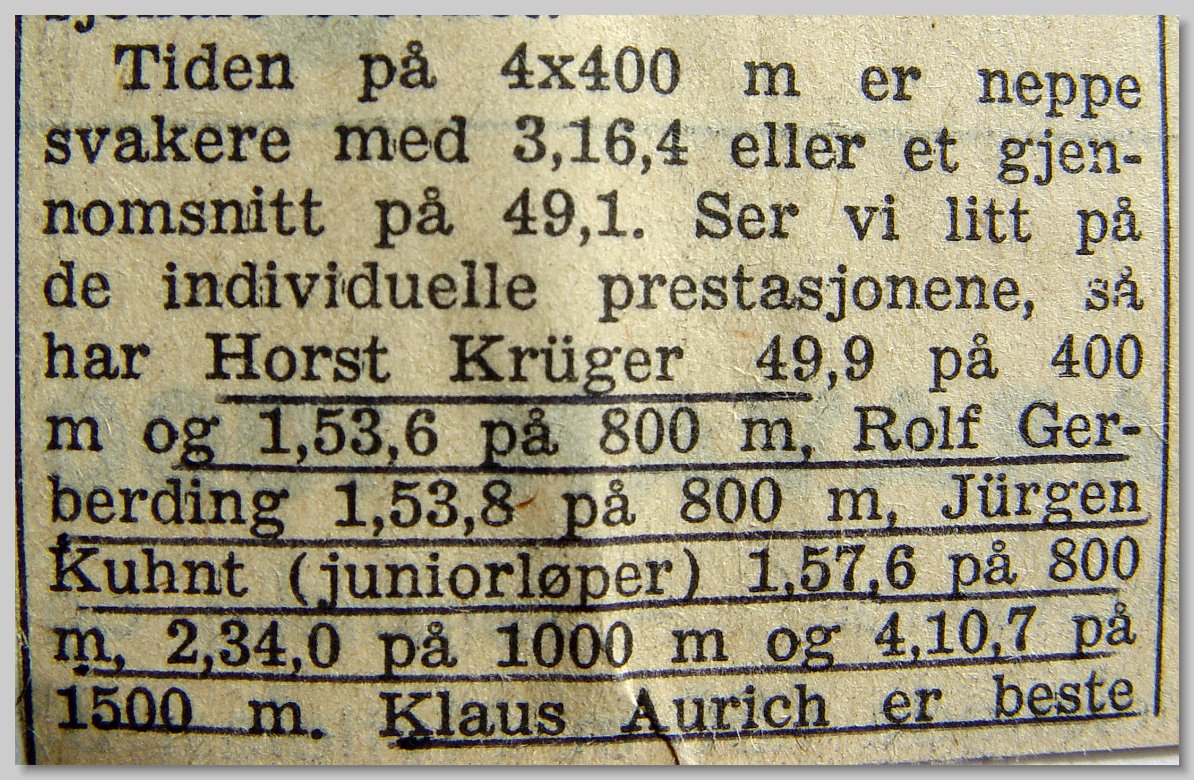 Tiden på 4x400 m er neppe
svakere med 3,16,4 eller et gjen-
nomsnitt på 49,1. Ser vi litt på
de individuelle prestasjonene, så
har Horst Krüger 49,9 på 400
m og 1,53,6 på 800 m, Rolf Ger-
berding 1,53,8 på 800 m, Jürgen
Kuhnt (juniorløper) 1,57,6 på 800
m, 2,34,0 på 1000 m og 4,10,7 på
1500 m. Klaus Aurich er beste